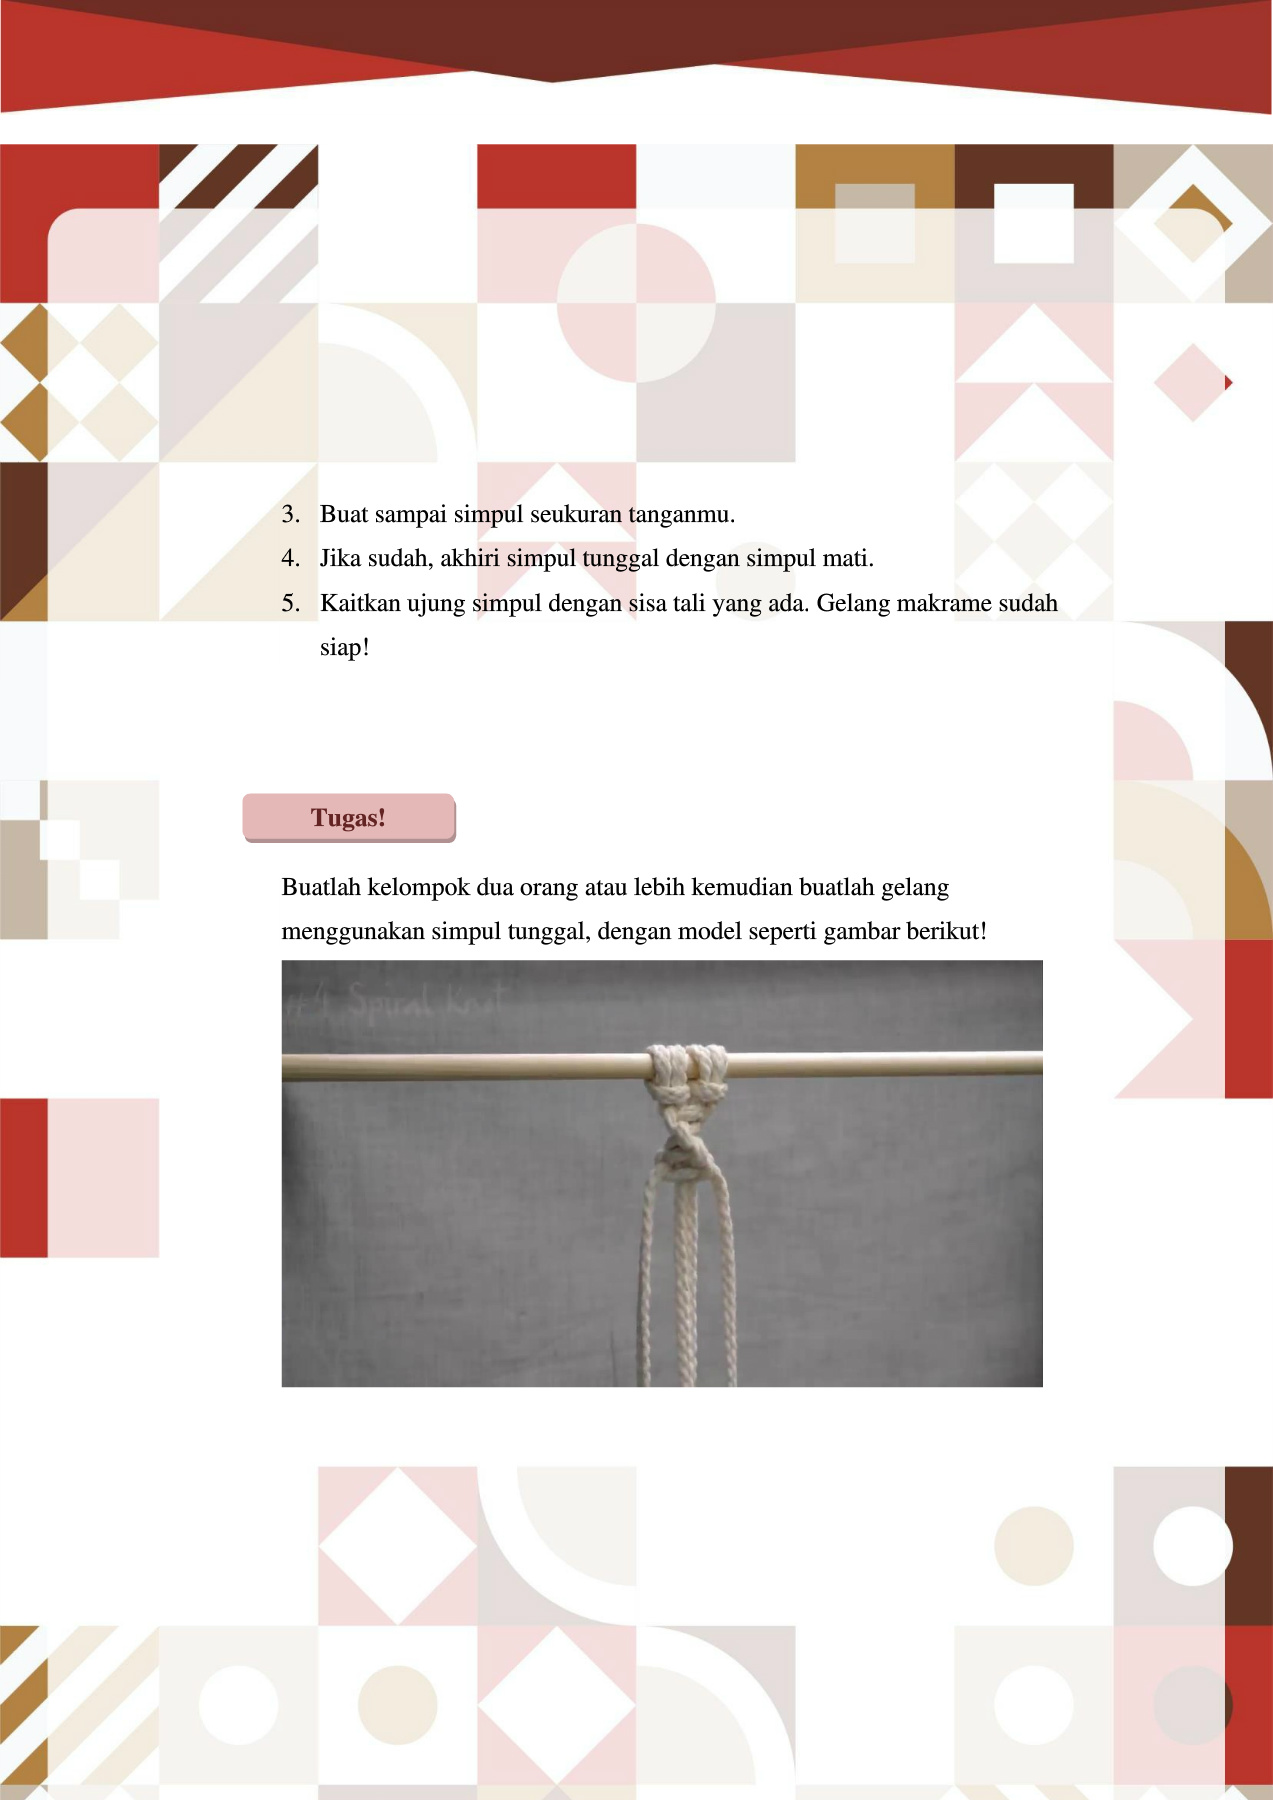 3. Buat sampai simpul seukuran tanganmu.
4. Jika sudah, akhiri simpul tunggal dengan simpul mati.
5. Kaitkan ujung simpul dengan sisa tali yang ada. Gelang makrame sudah
siap!
Tugas!
Buatlah kelompok dua orang atau lebih kemudian buatlah gelang
menggunakan simpul tunggal, dengan model seperti gambar berikut!
#4 Spiral Knot